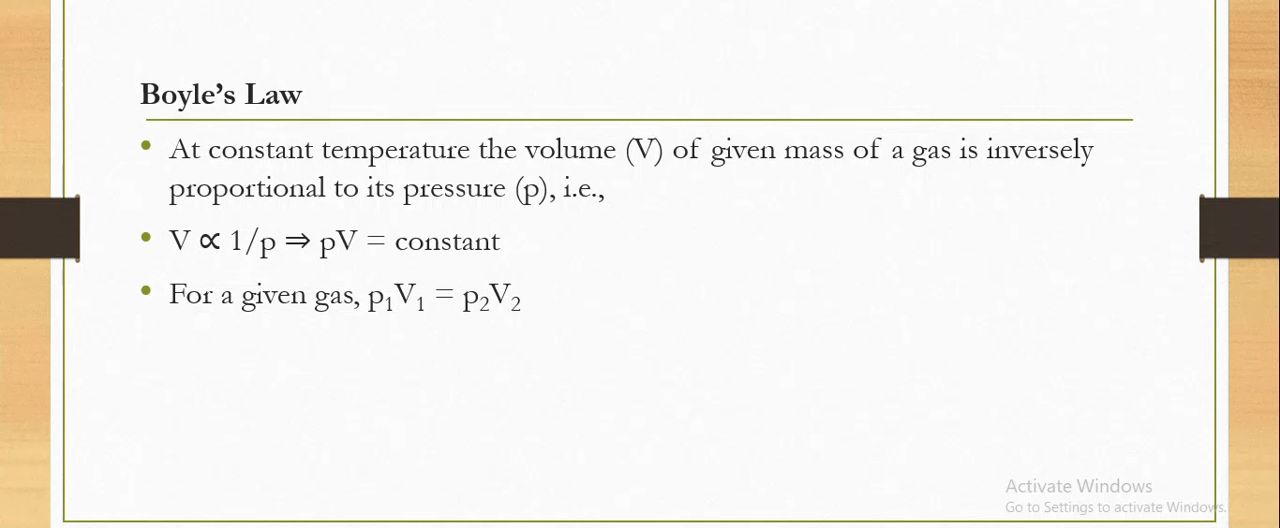 Boyle’s Law
• At constant temperature the volume (V) of given mass of a gas is inversely
proportional to its pressure (p), i.e.,
• V ∝ 1/p ⇒ pV = constant
• For a given gas, p₁V₁ = p₂V₂
Activate Windows
Go to Settings to activate Windows.